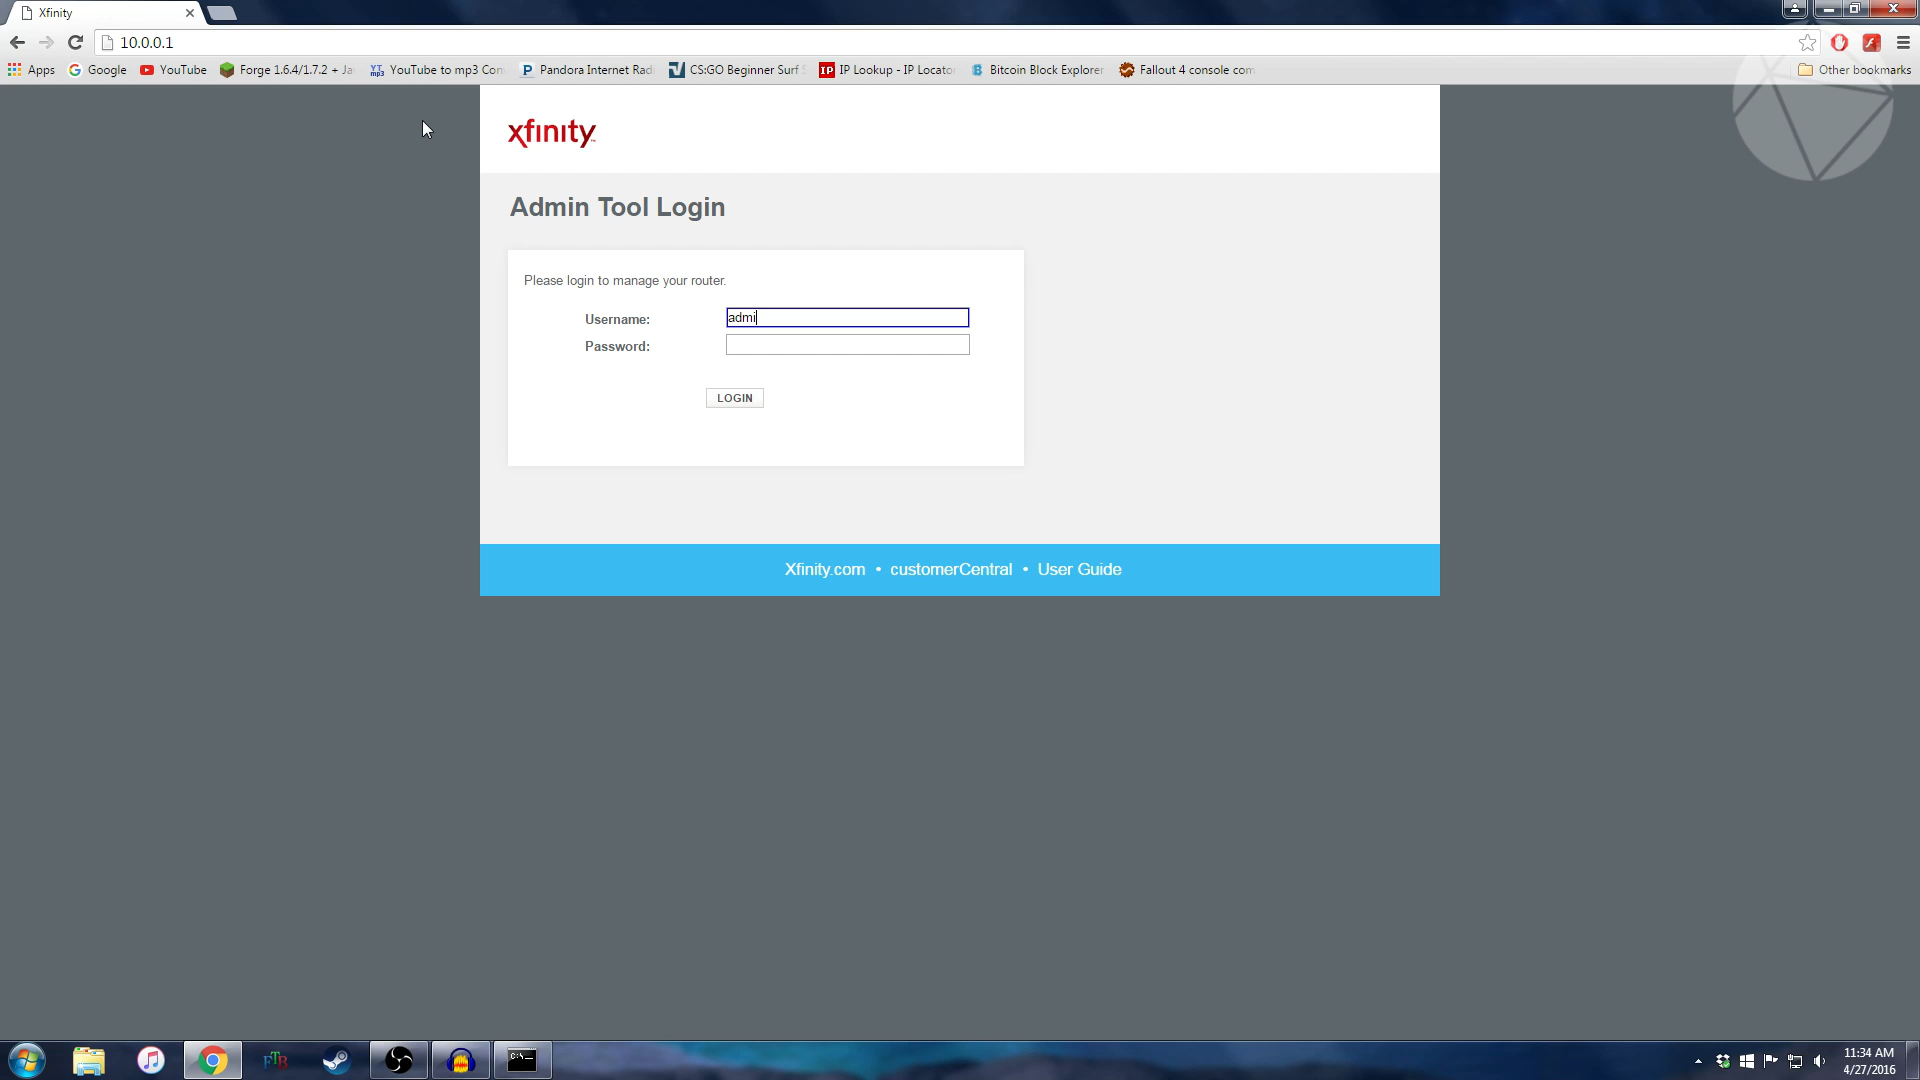 Xfinity
10.0.0.1
Apps Google YouTube Forge 1.6.4/1.7.2 + Ja YouTube to mp3 Con Pandora Internet Radi CS:GO Beginner Surf S IP Lookup - IP Locato Bitcoin Block Explorer Fallout 4 console com Other bookmarks
xfinity
Admin Tool Login
Please login to manage your router.
Username: admi
Password:
LOGIN
Xfinity.com • customerCentral • User Guide
FTB
C:\_
11:34 AM
4/27/2016